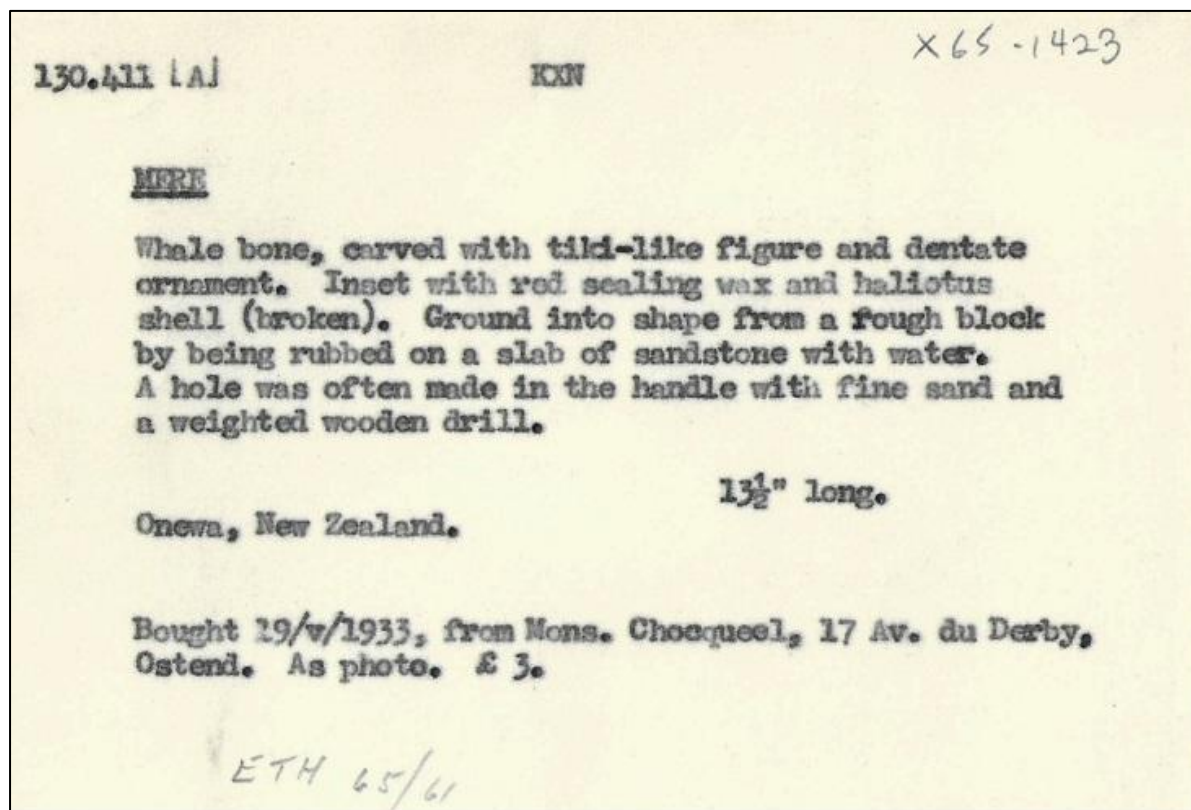 X65-1423
130.411 [A] KXN
MERE
Whale bone, carved with tiki-like figure and dentate
ornament. Inset with red sealing wax and haliotus
shell (broken). Ground into shape from a rough block
by being rubbed on a slab of sandstone with water.
A hole was often made in the handle with fine sand and
a weighted wooden drill.
13½" long.
Onewa, New Zealand.
Bought 19/v/1933, from Mons. Chocqueel, 17 Av. du Derby,
Ostend. As photo. £ 3.
ETH 65/61